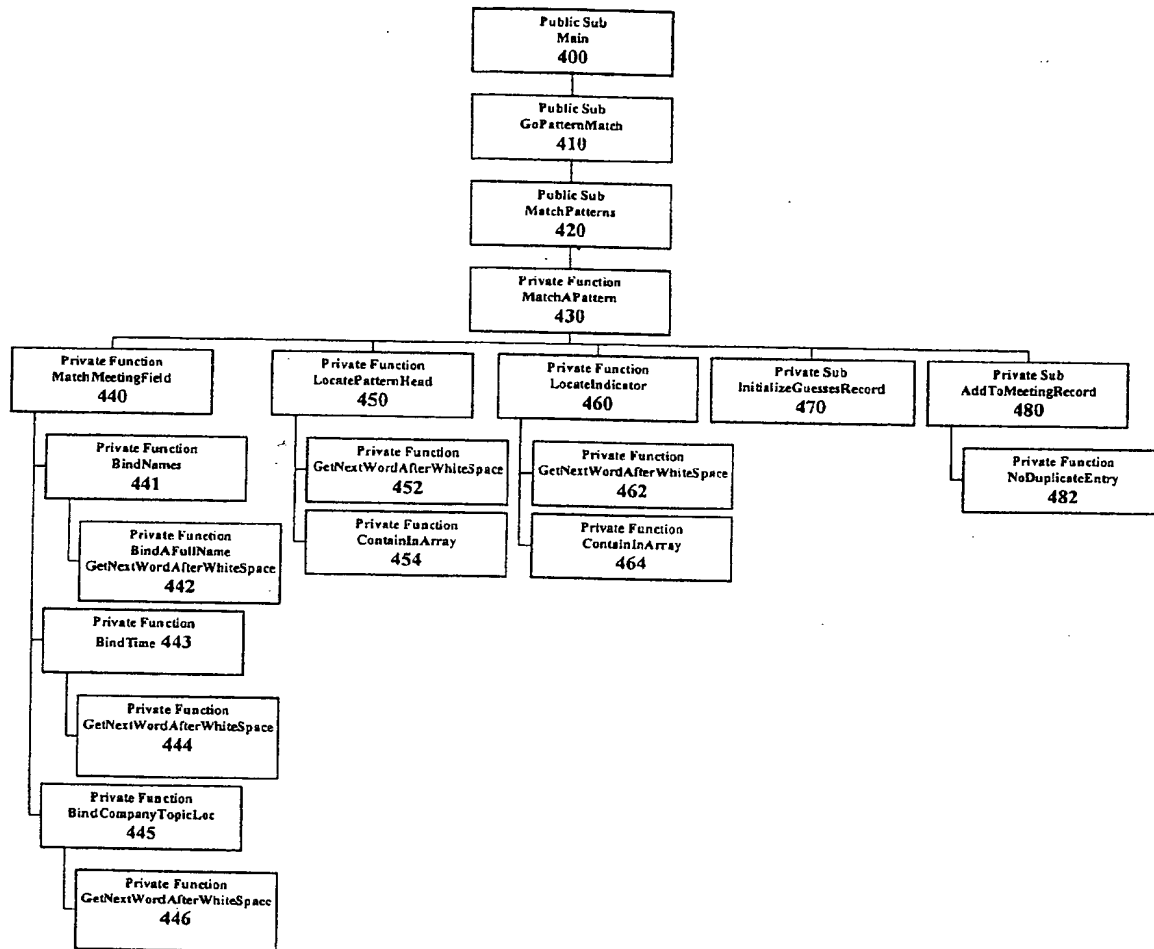 Public Sub
Main
400
Public Sub
GoPatternMatch
410
Public Sub
MatchPatterns
420
Private Function
MatchAPattern
430
Private Function
MatchMeetingField
440
Private Function
LocatePatternHead
450
Private Function
LocateIndicator
460
Private Sub
InitializeGuessesRecord
470
Private Sub
AddToMeetingRecord
480
Private Function
BindNames
441
Private Function
GetNextWordAfterWhiteSpace
452
Private Function
GetNextWordAfterWhiteSpace
462
Private Function
NoDuplicateEntry
482
Private Function
ContainInArray
454
Private Function
ContainInArray
464
Private Function
BindAFullName
GetNextWordAfterWhiteSpace
442
Private Function
BindTime 443
Private Function
GetNextWordAfterWhiteSpace
444
Private Function
BindCompanyTopicLoc
445
Private Function
GetNextWordAfterWhiteSpace
446